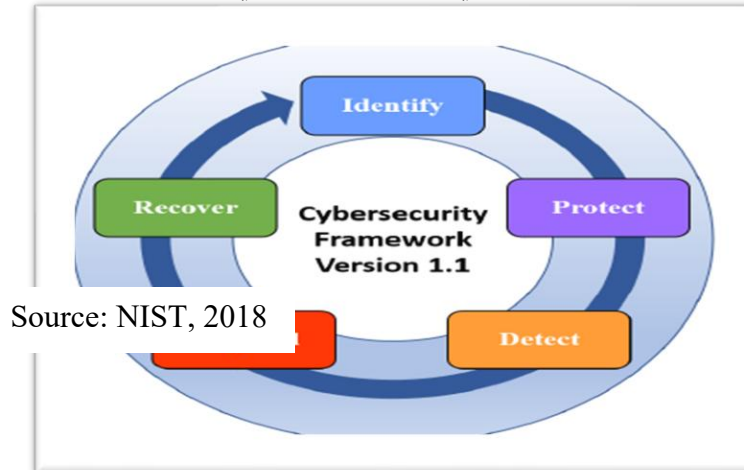 Identify
Recover
Protect
Cybersecurity
Framework
Version 1.1
Source: NIST, 2018
Detect